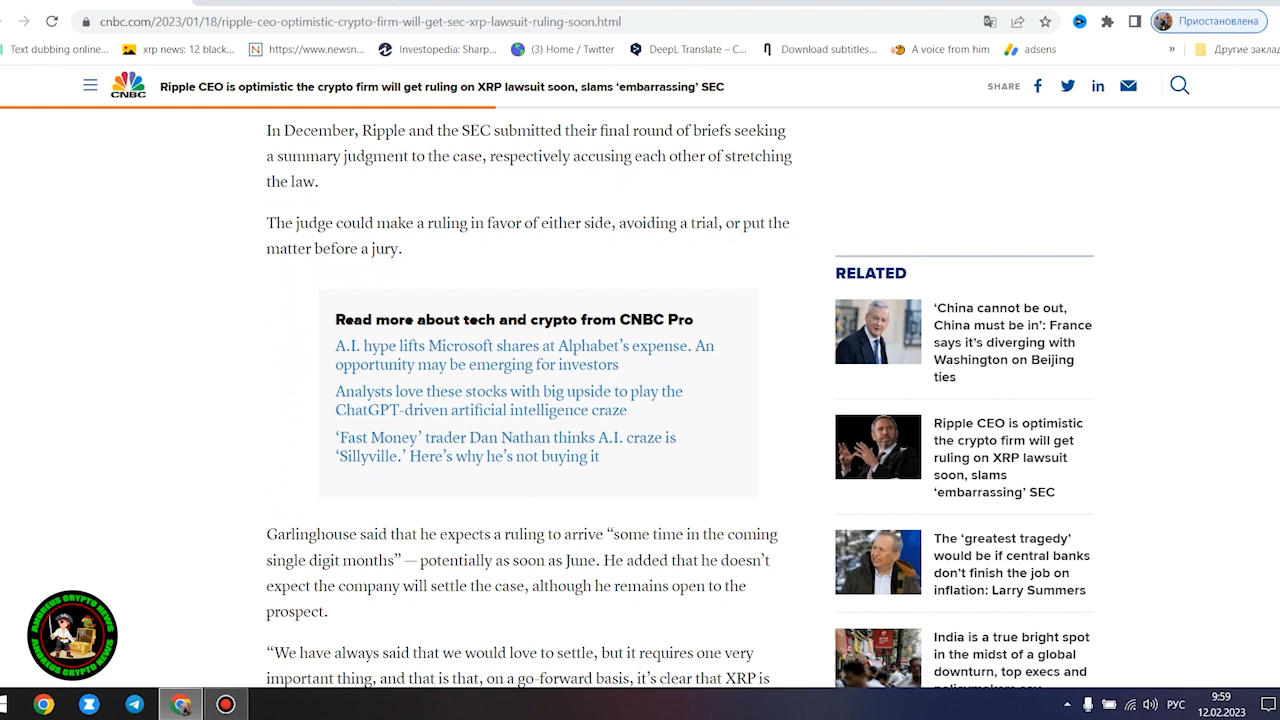 cnbc.com/2023/01/18/ripple-ceo-optimistic-crypto-firm-will-get-sec-xrp-lawsuit-ruling-soon.html
Приостановлена
Text dubbing online... xrp news: 12 black... https://www.newsn... Investopedia: Sharp... (3) Home / Twitter DeepL Translate – C... Download subtitles... A voice from him adsens » Другие закла
CNBC
Ripple CEO is optimistic the crypto firm will get ruling on XRP lawsuit soon, slams ‘embarrassing’ SEC
SHARE
In December, Ripple and the SEC submitted their final round of briefs seeking
a summary judgment to the case, respectively accusing each other of stretching
the law.
The judge could make a ruling in favor of either side, avoiding a trial, or put the
matter before a jury.
Read more about tech and crypto from CNBC Pro
A.I. hype lifts Microsoft shares at Alphabet’s expense. An
opportunity may be emerging for investors
Analysts love these stocks with big upside to play the
ChatGPT-driven artificial intelligence craze
‘Fast Money’ trader Dan Nathan thinks A.I. craze is
‘Sillyville.’ Here’s why he’s not buying it
Garlinghouse said that he expects a ruling to arrive “some time in the coming
single digit months” — potentially as soon as June. He added that he doesn’t
expect the company will settle the case, although he remains open to the
prospect.
“We have always said that we would love to settle, but it requires one very
important thing, and that is that, on a go-forward basis, it’s clear that XRP is
RELATED
‘China cannot be out,
China must be in’: France
says it’s diverging with
Washington on Beijing
ties
Ripple CEO is optimistic
the crypto firm will get
ruling on XRP lawsuit
soon, slams
‘embarrassing’ SEC
The ‘greatest tragedy’
would be if central banks
don’t finish the job on
inflation: Larry Summers
India is a true bright spot
in the midst of a global
downturn, top execs and
ANDREUS CRYPTO NEWS
ANDREUS CRYPTO NEWS
РУС
9:59
12.02.2023